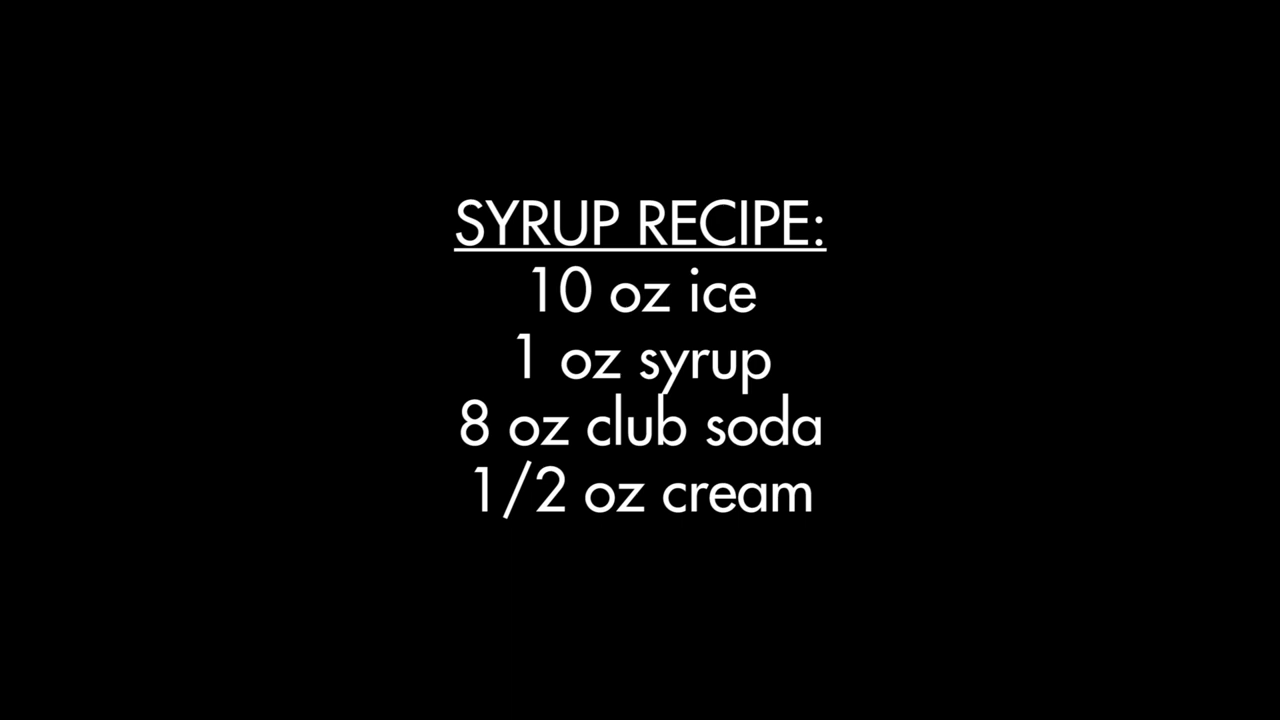 SYRUP RECIPE:
10 oz ice
1 oz syrup
8 oz club soda
1/2 oz cream